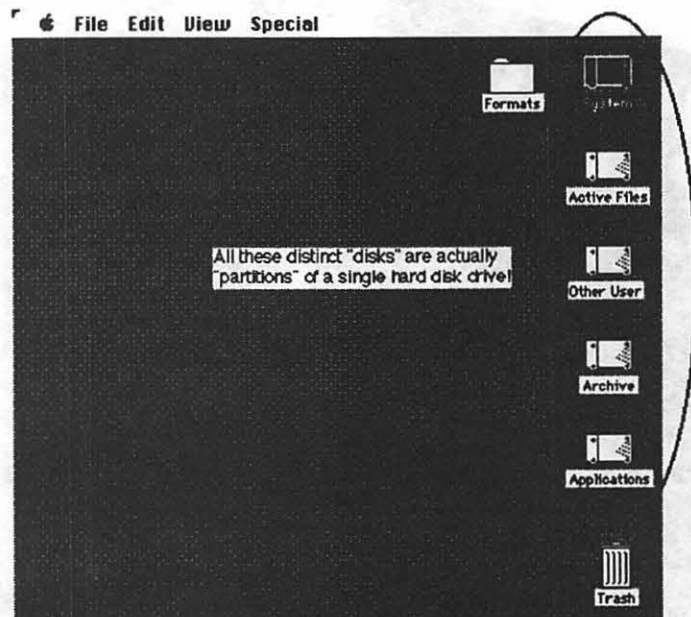 File Edit View Special
Formats
System
Active Files
All these distinct "disks" are actually
"partitions" of a single hard disk drive!
Other User
Archive
Applications
Trash